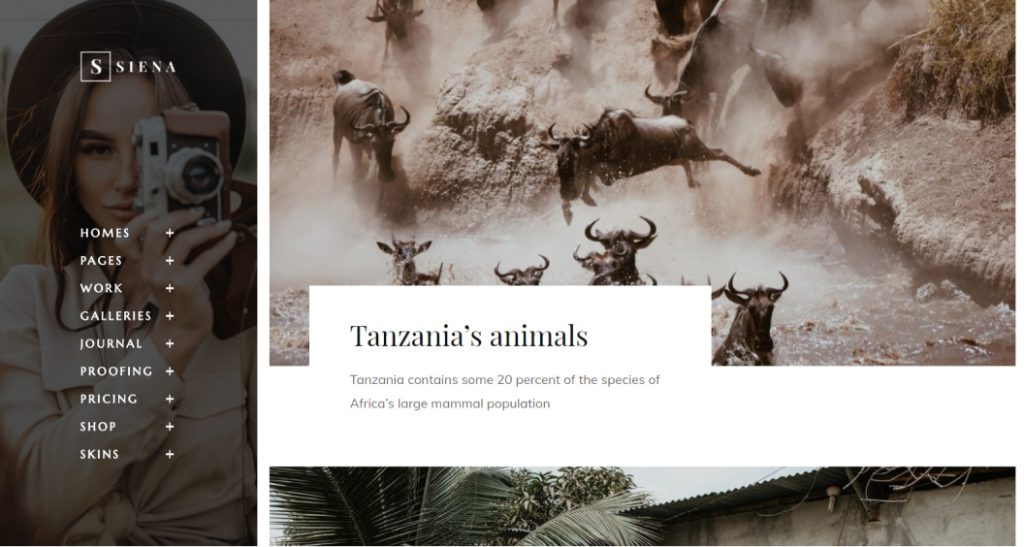 S SIENA
HOMES +
PAGES +
WORK +
GALLERIES +
JOURNAL +
PROOFING +
PRICING +
SHOP +
SKINS +
Tanzania’s animals
Tanzania contains some 20 percent of the species of
Africa’s large mammal population